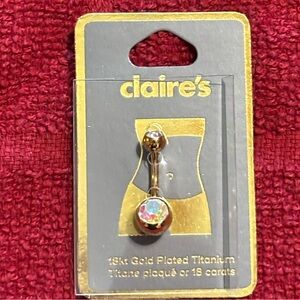 claire's
18kt Gold Plated Titanium
Titane plaqué or 18 carats